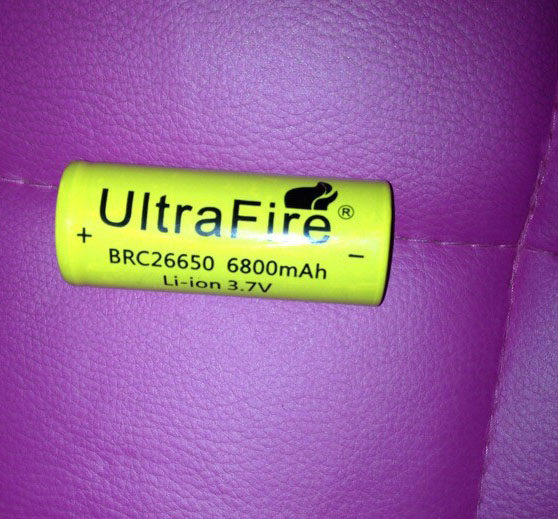 UltraFire®
+ −
BRC26650 6800mAh
Li-ion 3.7V